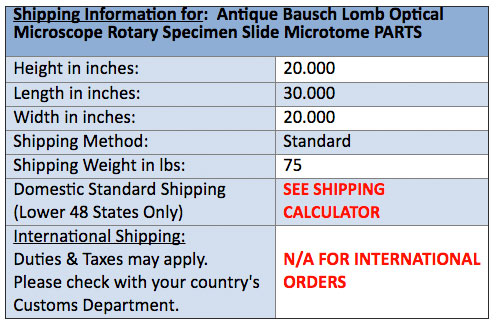 Shipping Information for:  Antique Bausch Lomb Optical
Microscope Rotary Specimen Slide Microtome PARTS
Height in inches: 20.000
Length in inches: 30.000
Width in inches: 20.000
Shipping Method: Standard
Shipping Weight in lbs: 75
Domestic Standard Shipping
(Lower 48 States Only)
SEE SHIPPING
CALCULATOR
International Shipping:
Duties & Taxes may apply.
Please check with your country's
Customs Department.
N/A FOR INTERNATIONAL
ORDERS